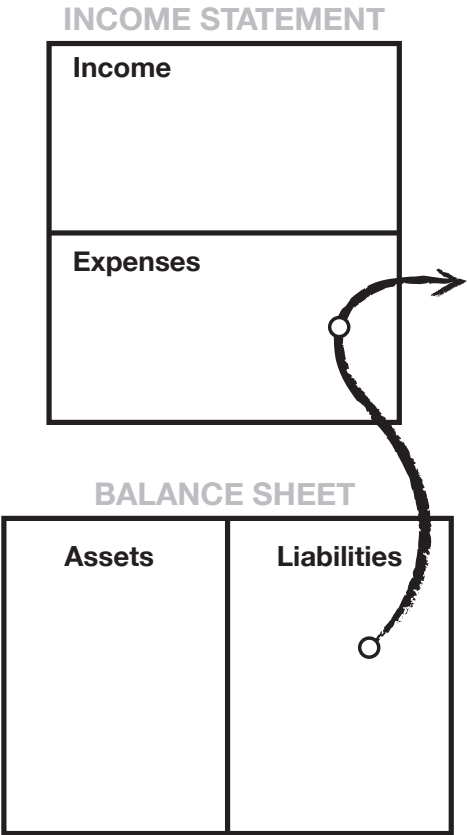 INCOME STATEMENT
Income
Expenses
BALANCE SHEET
Assets
Liabilities